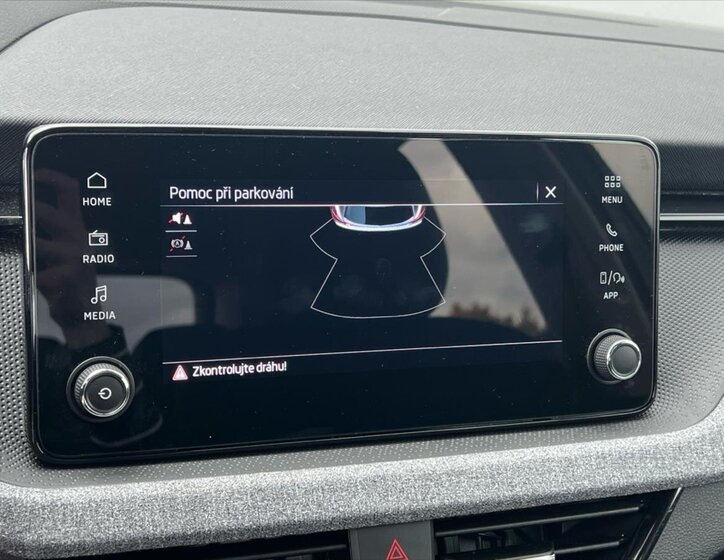 Pomoc při parkování
HOME
RADIO
MEDIA
MENU
PHONE
APP
Zkontrolujte dráhu!